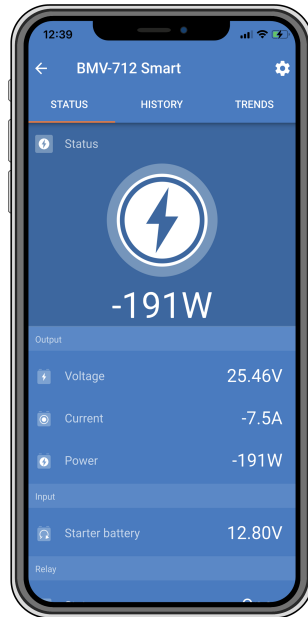 12:39
BMV-712 Smart
STATUS HISTORY TRENDS
Status
-191W
Output
Voltage 25.46V
Current -7.5A
Power -191W
Input
Starter battery 12.80V
Relay